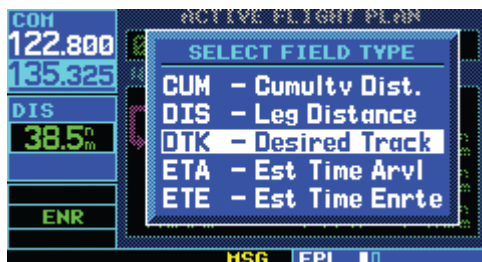 COM
ACTIVE FLIGHT PLAN
122.800
135.325
SELECT FIELD TYPE
CUM - Cumultv Dist.
DIS - Leg Distance
DTK - Desired Track
ETA - Est Time Arvl
ETE - Est Time Enrte
DIS
38.5nm
ENR
MSG
FPL